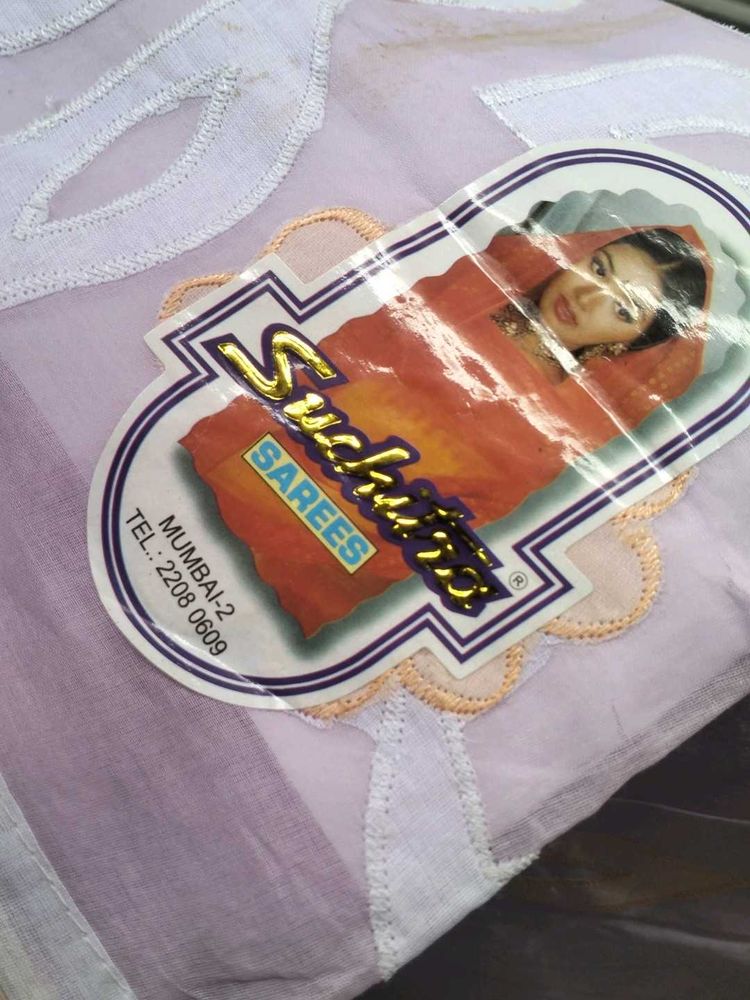 Suchitra
®
SAREES
MUMBAI-2
TEL.: 2208 0609